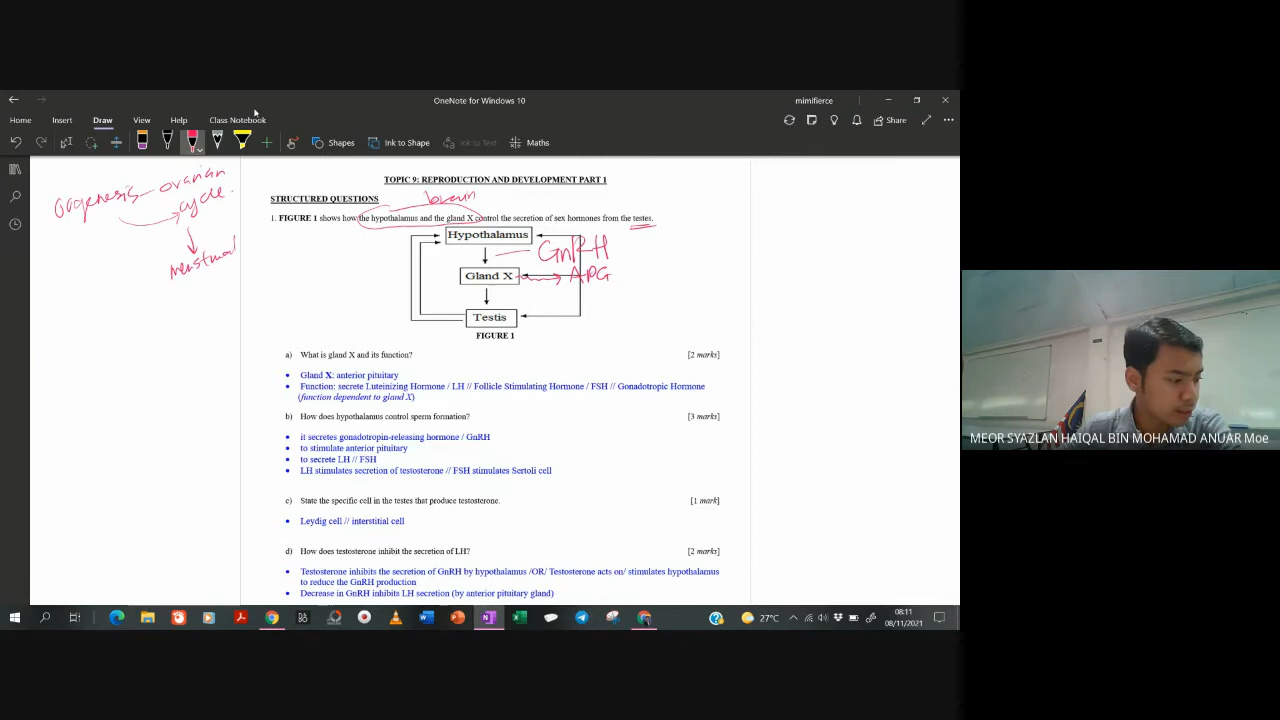 OneNote for Windows 10
mimifierce
Home Insert Draw View Help Class Notebook
Share
Shapes Ink to Shape Ink to Text Maths
oogenesis – ovarian
cycle.
menstrual
TOPIC 9: REPRODUCTION AND DEVELOPMENT PART 1
STRUCTURED QUESTIONS
brain
1. FIGURE 1 shows how the hypothalamus and the gland X control the secretion of sex hormones from the testes.
Hypothalamus
GnRH
Gland X
APG
Testis
FIGURE 1
a) What is gland X and its function? [2 marks]
• Gland X: anterior pituitary
• Function: secrete Luteinizing Hormone / LH // Follicle Stimulating Hormone / FSH // Gonadotropic Hormone
(function dependent to gland X)
b) How does hypothalamus control sperm formation? [3 marks]
• it secretes gonadotropin-releasing hormone / GnRH
• to stimulate anterior pituitary
• to secrete LH // FSH
• LH stimulates secretion of testosterone // FSH stimulates Sertoli cell
c) State the specific cell in the testes that produce testosterone. [1 mark]
• Leydig cell // interstitial cell
d) How does testosterone inhibit the secretion of LH? [2 marks]
• Testosterone inhibits the secretion of GnRH by hypothalamus /OR/ Testosterone acts on/ stimulates hypothalamus
to reduce the GnRH production
• Decrease in GnRH inhibits LH secretion (by anterior pituitary gland)
27°C
08:11
08/11/2021
MEOR SYAZLAN HAIQAL BIN MOHAMAD ANUAR Moe